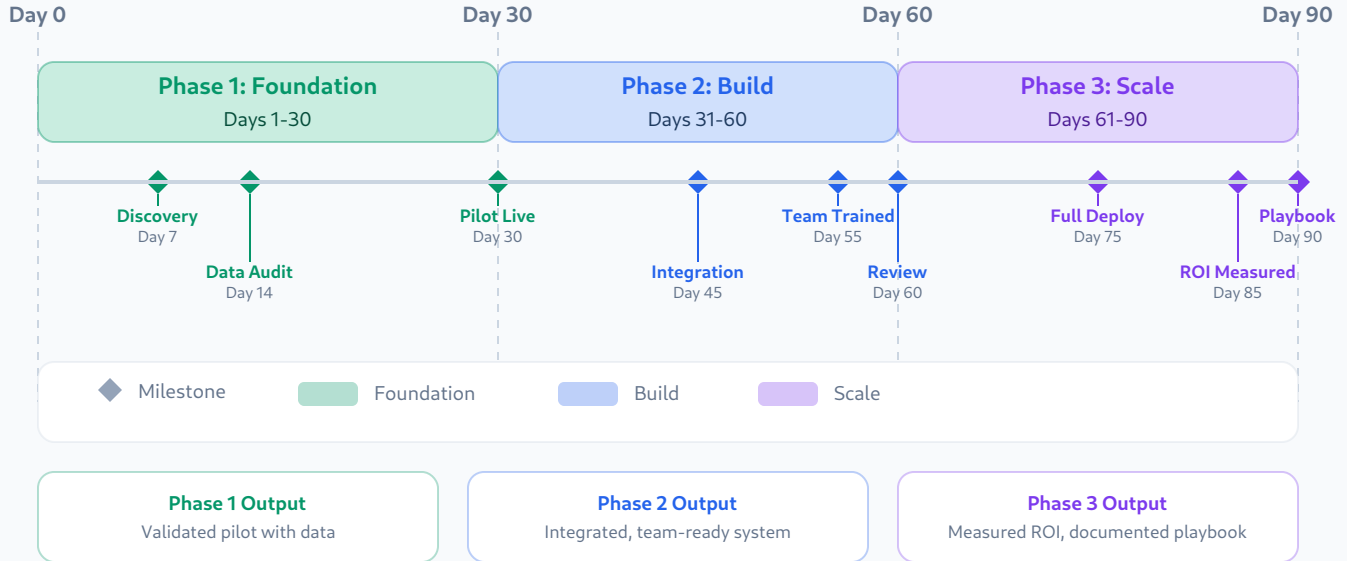 Day 0
Day 30
Day 60
Day 90
Phase 1: Foundation
Days 1-30
Phase 2: Build
Days 31-60
Phase 3: Scale
Days 61-90
Discovery
Day 7
Data Audit
Day 14
Pilot Live
Day 30
Integration
Day 45
Team Trained
Day 55
Review
Day 60
Full Deploy
Day 75
ROI Measured
Day 85
Playbook
Day 90
Milestone
Foundation
Build
Scale
Phase 1 Output
Validated pilot with data
Phase 2 Output
Integrated, team-ready system
Phase 3 Output
Measured ROI, documented playbook